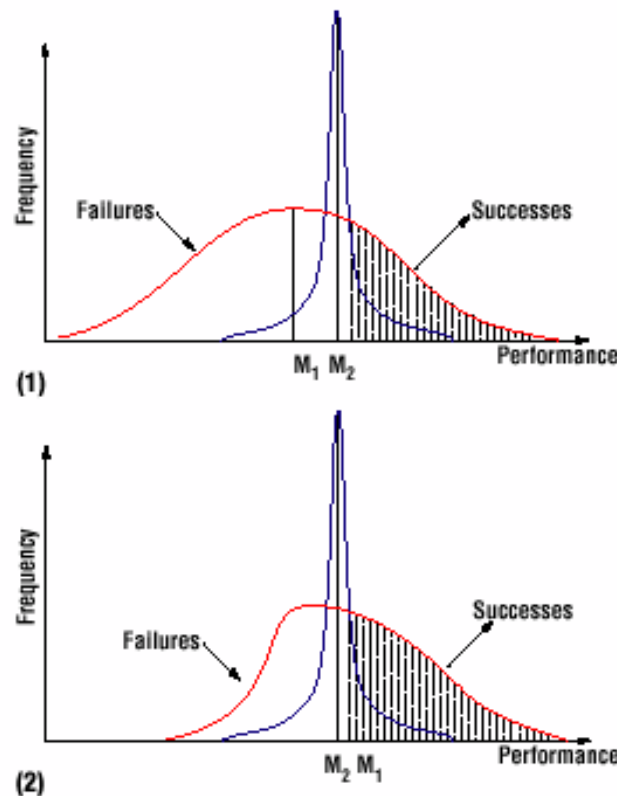 Frequency
Failures
Successes
Performance
M₁ M₂
(1)
Frequency
Failures
Successes
Performance
M₂ M₁
(2)